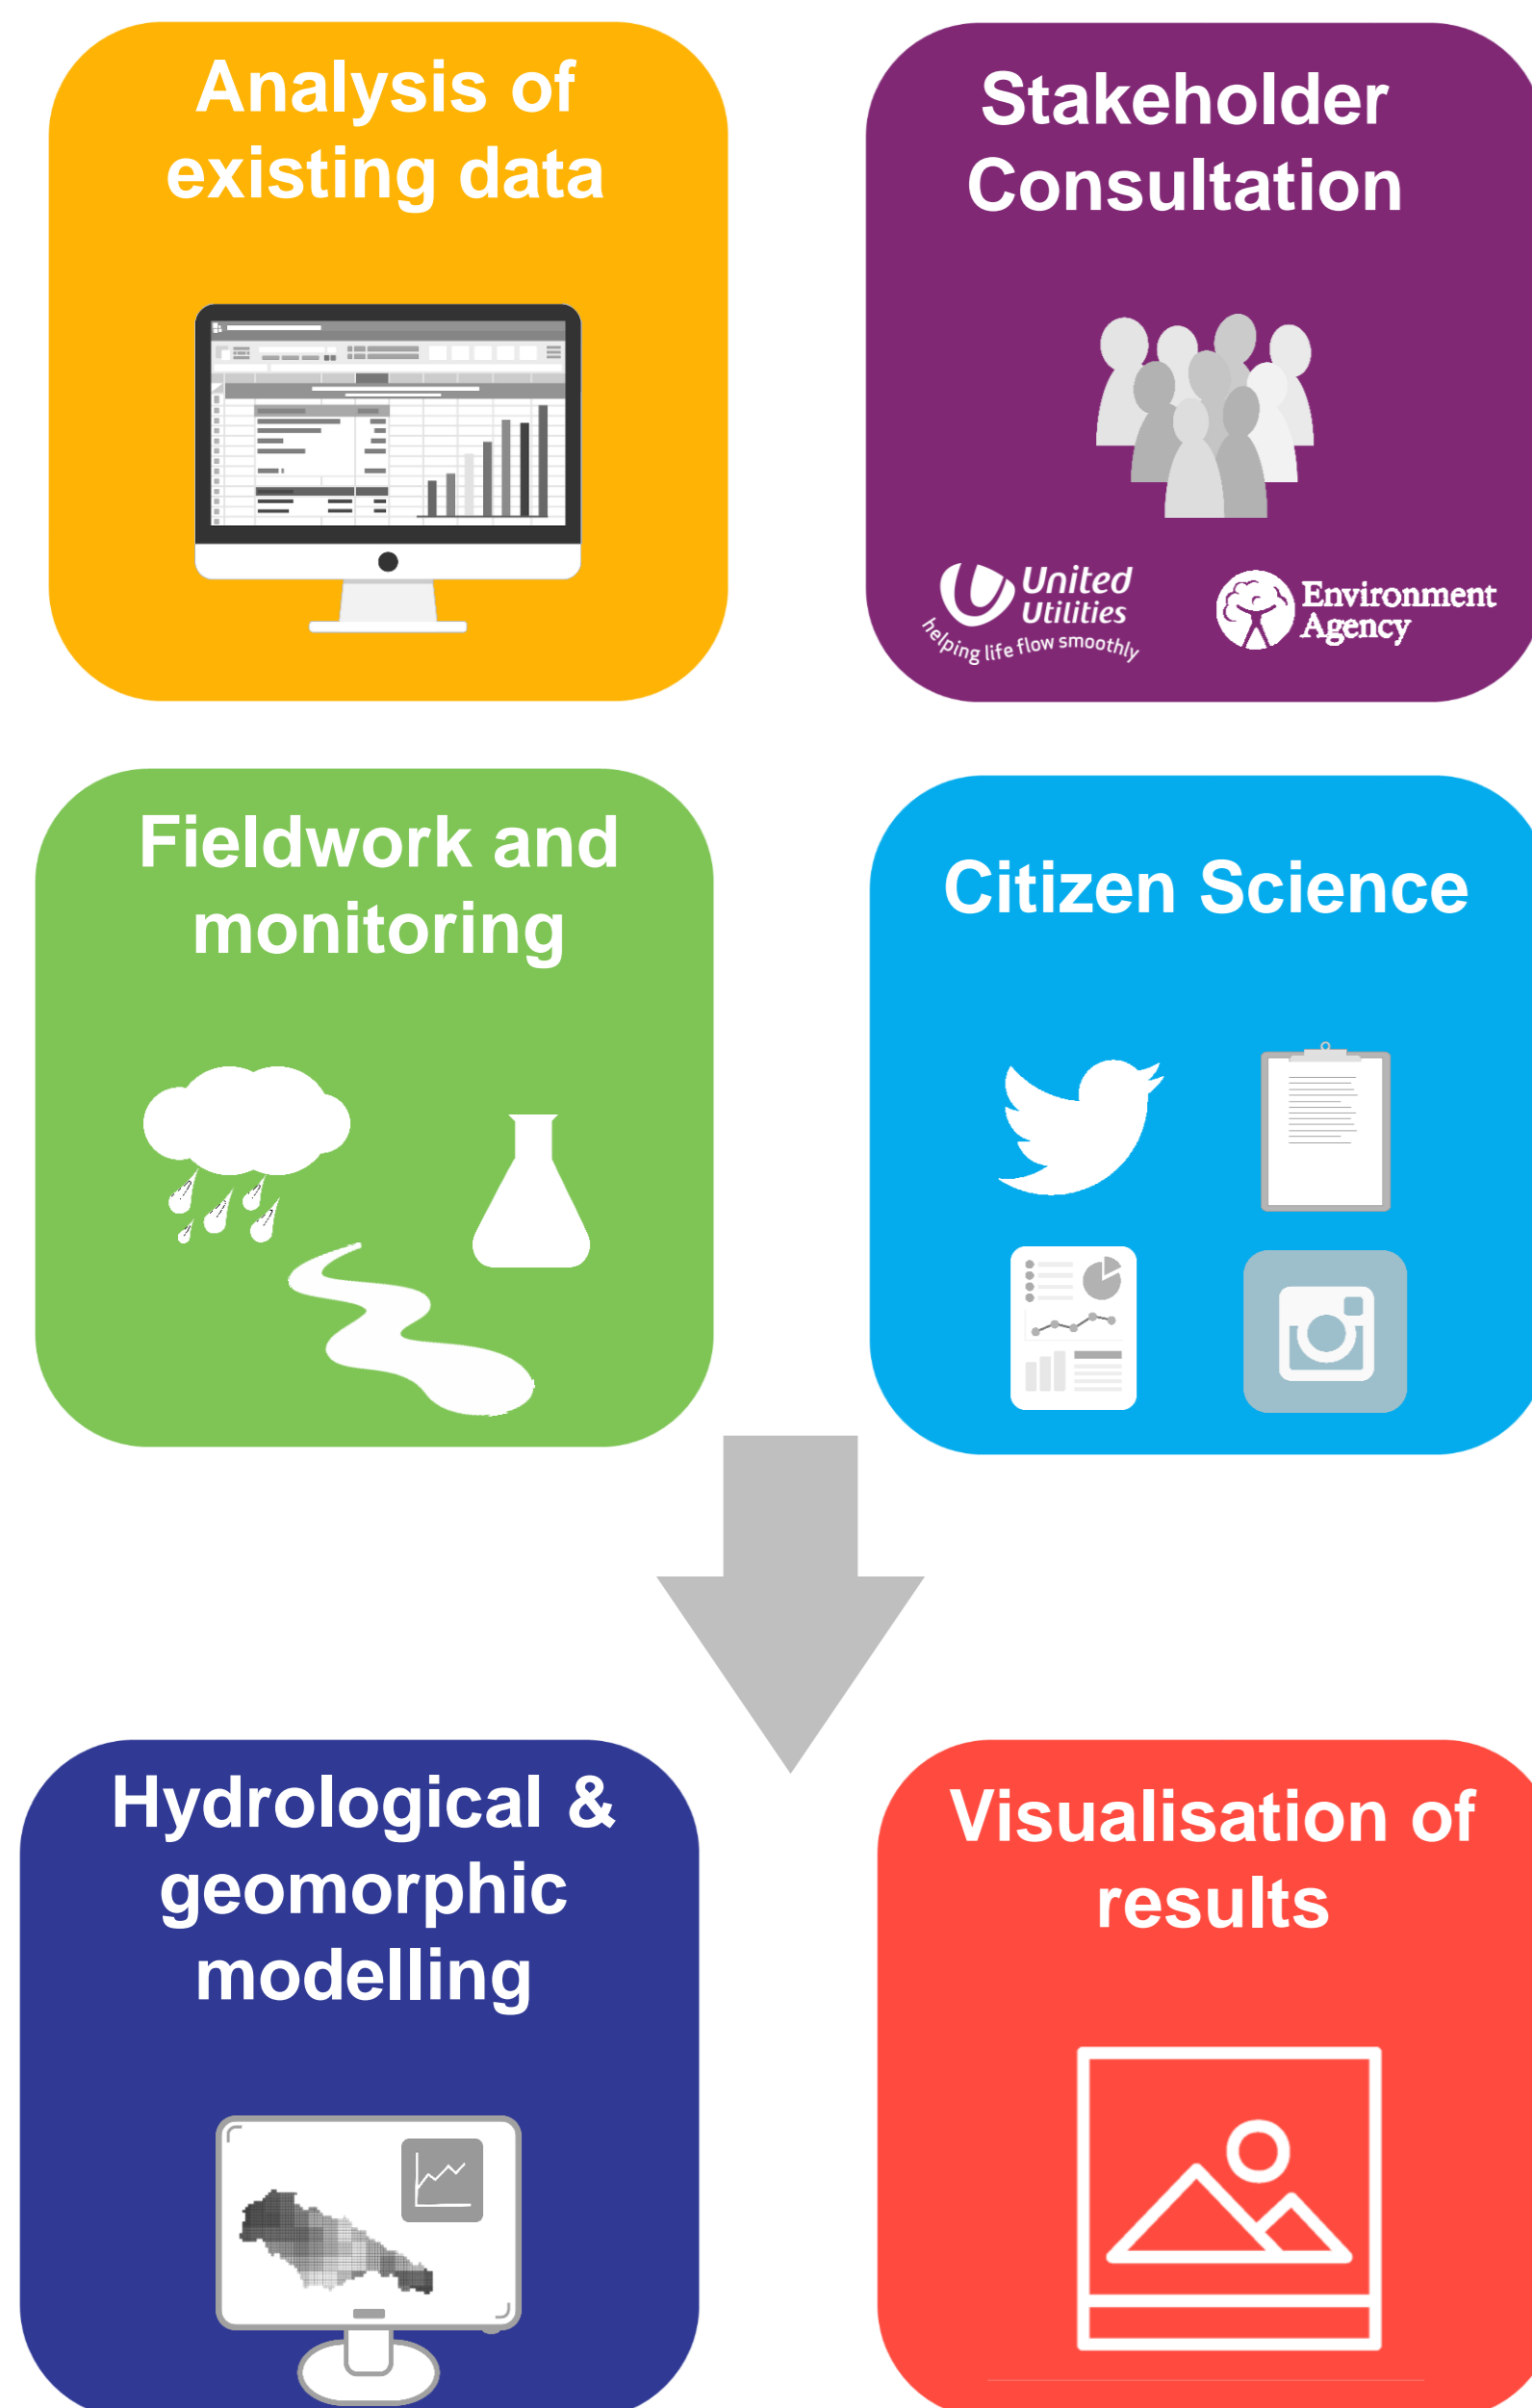 Analysis of
existing data
Stakeholder
Consultation
United
Utilities
helping life flow smoothly
Environment
Agency
Fieldwork and
monitoring
Citizen Science
Hydrological &
geomorphic
modelling
Visualisation of
results